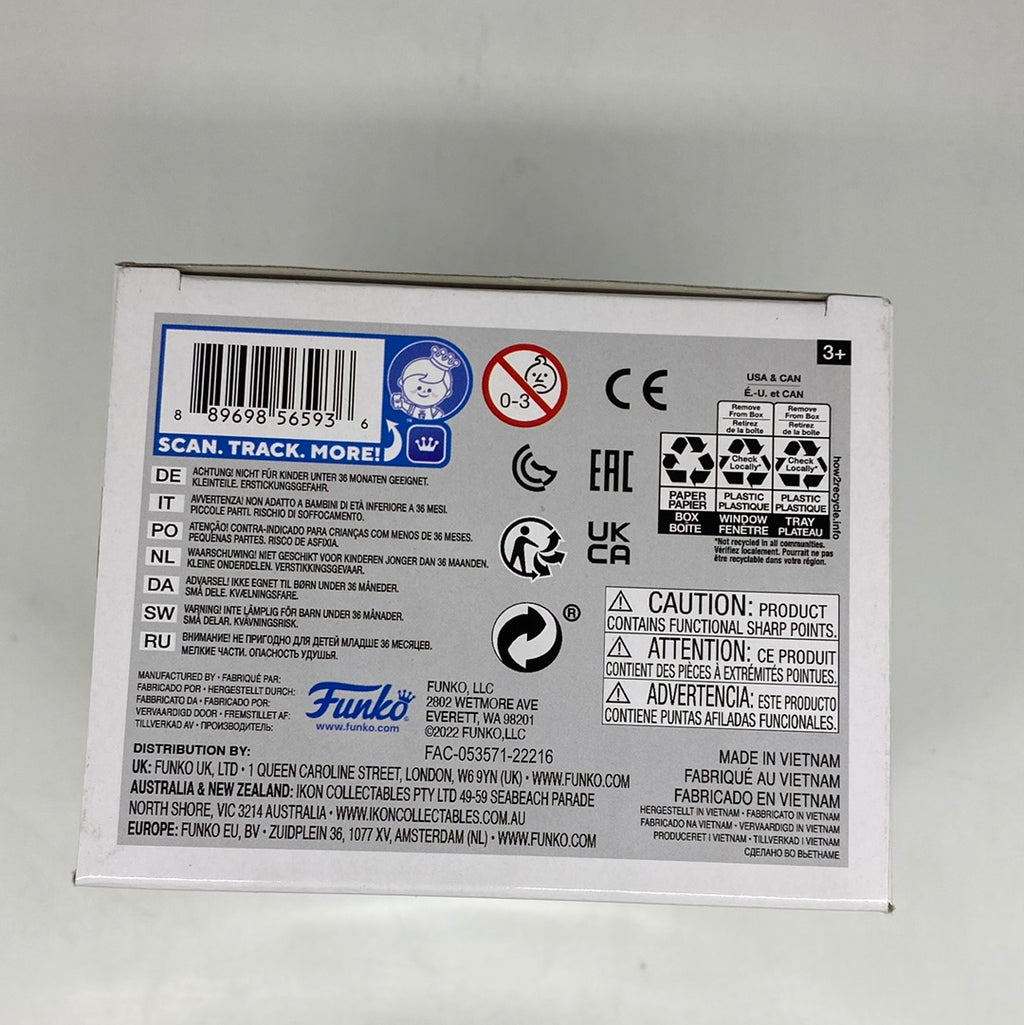 3+
8 89698 56593 6
SCAN. TRACK. MORE!
0-3
CE
EAC
UK
CA
®
USA & CAN
É.-U. et CAN
Remove From Box
Retirez de la boîte
Remove From Box
Retirez de la boîte
Check Locally*
Check Locally*
PAPER
PAPIER
BOX
BOÎTE
PLASTIC
PLASTIQUE
WINDOW
FENÊTRE
PLASTIC
PLASTIQUE
TRAY
PLATEAU
how2recycle.info
*Not recycled in all communities.
Vérifiez localement. Pourrait ne pas
être recyclable dans votre région.
DE ACHTUNG! NICHT FÜR KINDER UNTER 36 MONATEN GEEIGNET.
KLEINTEILE. ERSTICKUNGSGEFAHR.
IT AVVERTENZA! NON ADATTO A BAMBINI DI ETÀ INFERIORE A 36 MESI.
PICCOLE PARTI. RISCHIO DI SOFFOCAMENTO.
PO ATENÇÃO! CONTRA-INDICADO PARA CRIANÇAS COM MENOS DE 36 MESES.
PEQUENAS PARTES. RISCO DE ASFIXIA.
NL WAARSCHUWING! NIET GESCHIKT VOOR KINDEREN JONGER DAN 36 MAANDEN.
KLEINE ONDERDELEN. VERSTIKKINGSGEVAAR.
DA ADVARSEL! IKKE EGNET TIL BØRN UNDER 36 MÅNEDER.
SMÅ DELE. KVÆLNINGSFARE.
SW VARNING! INTE LÄMPLIG FÖR BARN UNDER 36 MÅNADER.
SMÅ DELAR. KVÄVNINGSRISK.
RU ВНИМАНИЕ! НЕ ПРИГОДНО ДЛЯ ДЕТЕЙ МЛАДШЕ 36 МЕСЯЦЕВ.
МЕЛКИЕ ЧАСТИ. ОПАСНОСТЬ УДУШЬЯ.
CAUTION: PRODUCT
CONTAINS FUNCTIONAL SHARP POINTS.
ATTENTION: CE PRODUIT
CONTIENT DES PIÈCES À EXTRÉMITÉS POINTUES.
ADVERTENCIA: ESTE PRODUCTO
CONTIENE PUNTAS AFILADAS FUNCIONALES.
MANUFACTURED BY • FABRIQUÉ PAR:
FABRICADO POR • HERGESTELLT DURCH:
FABBRICATO DA • FABRICADO POR:
VERVAARDIGD DOOR • FREMSTILLET AF:
TILLVERKAD AV • ПРОИЗВОДИТЕЛЬ:
Funko®
www.funko.com
FUNKO, LLC
2802 WETMORE AVE
EVERETT, WA 98201
©2022 FUNKO,LLC
FAC-053571-22216
DISTRIBUTION BY:
UK: FUNKO UK, LTD • 1 QUEEN CAROLINE STREET, LONDON, W6 9YN (UK) • WWW.FUNKO.COM
AUSTRALIA & NEW ZEALAND: IKON COLLECTABLES PTY LTD 49-59 SEABEACH PARADE
NORTH SHORE, VIC 3214 AUSTRALIA • WWW.IKONCOLLECTABLES.COM.AU
EUROPE: FUNKO EU, BV • ZUIDPLEIN 36, 1077 XV, AMSTERDAM (NL) • WWW.FUNKO.COM
MADE IN VIETNAM
FABRIQUÉ AU VIETNAM
FABRICADO EN VIETNAM
HERGESTELLT IN VIETNAM • FABBRICATO IN VIETNAM
FABRICADO NA VIETNAM • VERVAARDIGD IN VIETNAM
PRODUCERET I VIETNAM • TILLVERKAD I VIETNAM
СДЕЛАНО ВО ВЬЕТНАМЕ